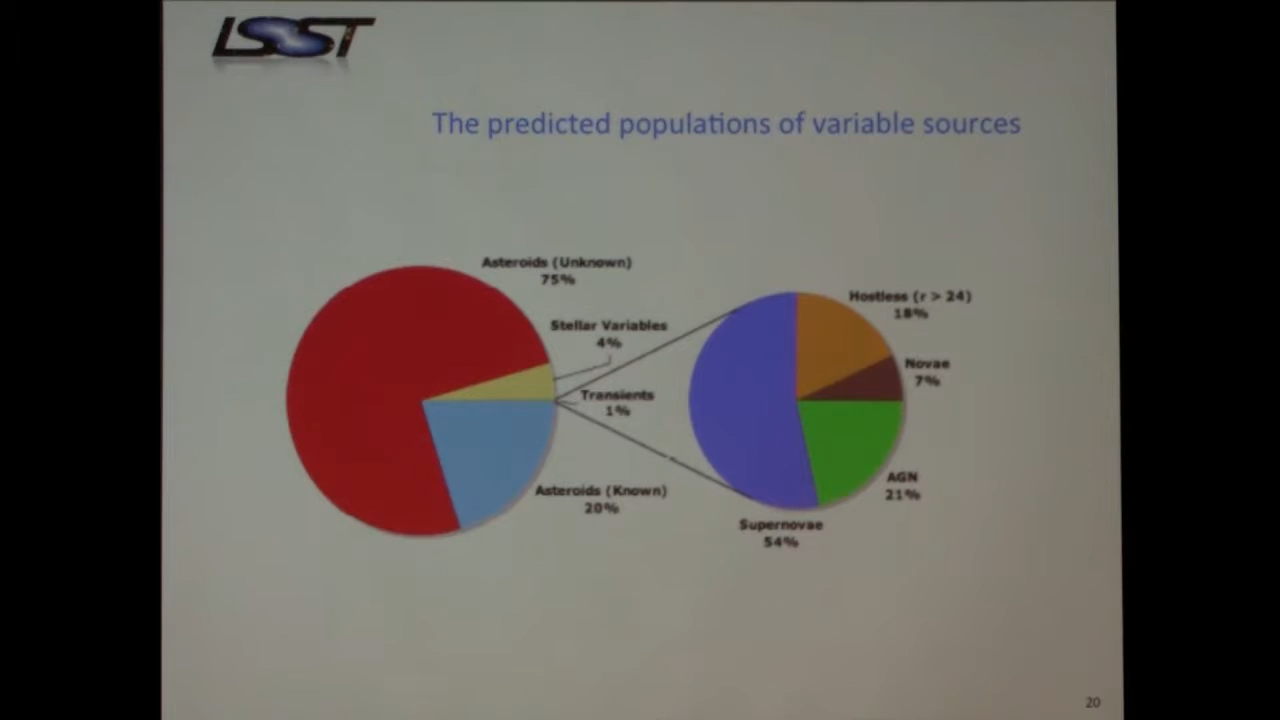 LSST
The predicted populations of variable sources
Asteroids (Unknown)
75%
Stellar Variables
4%
Transients
1%
Asteroids (Known)
20%
Hostless (r > 24)
18%
Novae
7%
AGN
21%
Supernovae
54%
20